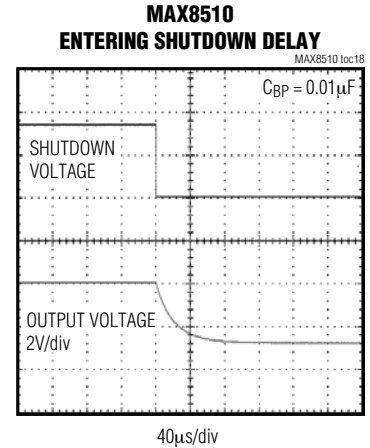 MAX8510
ENTERING SHUTDOWN DELAY
MAX8510 toc18
CBP = 0.01μF
SHUTDOWN
VOLTAGE
OUTPUT VOLTAGE
2V/div
40μs/div